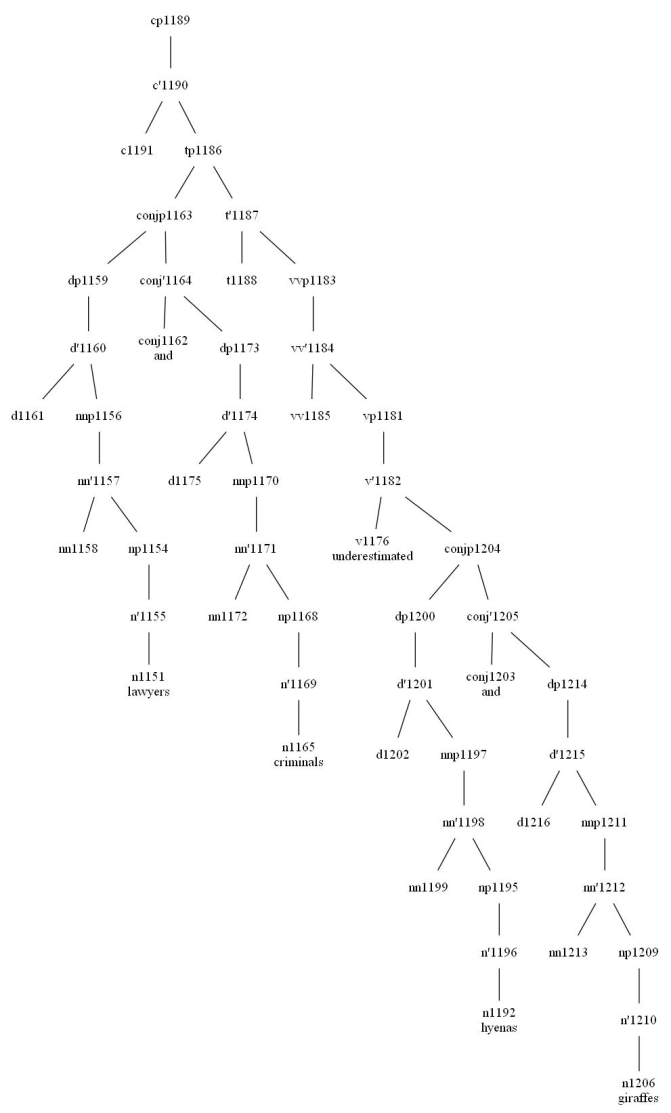 cp1189
c'1190
c1191 tp1186
conjp1163 t'1187
dp1159 conj'1164 t1188 vvp1183
d'1160 conj1162 dp1173 vv'1184
and
d1161 nnp1156 d'1174 vv1185 vp1181
nn'1157 d1175 nnp1170 v'1182
nn1158 np1154 nn'1171 v1176 conjp1204
underestimated
n'1155 nn1172 np1168 dp1200 conj'1205
n1151 n'1169 d'1201 conj1203 dp1214
lawyers and
n1165 d1202 nnp1197 d'1215
criminals
nn'1198 d1216 nnp1211
nn1199 np1195 nn'1212
n'1196 nn1213 np1209
n1192 n'1210
hyenas
n1206
giraffes